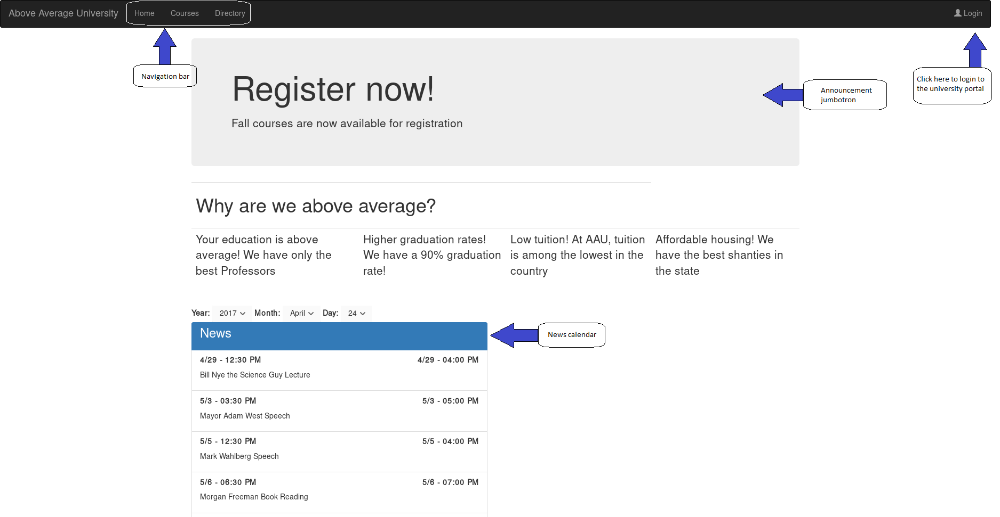 Above Average University Home Courses Directory Login
Navigation bar
Click here to login to
the university portal
Register now!
Fall courses are now available for registration
Announcement
jumbotron
Why are we above average?
Your education is above
average! We have only the
best Professors
Higher graduation rates!
We have a 90% graduation
rate!
Low tuition! At AAU, tuition
is among the lowest in the
country
Affordable housing! We
have the best shanties in
the state
Year: 2017 Month: April Day: 24
News
News calendar
4/29 - 12:30 PM 4/29 - 04:00 PM
Bill Nye the Science Guy Lecture
5/3 - 03:30 PM 5/3 - 05:00 PM
Mayor Adam West Speech
5/5 - 12:30 PM 5/5 - 04:00 PM
Mark Wahlberg Speech
5/6 - 06:30 PM 5/6 - 07:00 PM
Morgan Freeman Book Reading